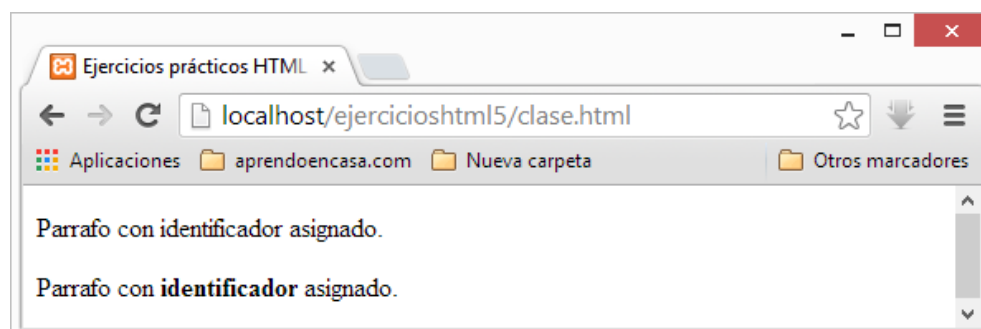 Ejercicios prácticos HTML
localhost/ejercicioshtml5/clase.html
Aplicaciones aprendoencasa.com Nueva carpeta Otros marcadores
Parrafo con identificador asignado.
Parrafo con identificador asignado.